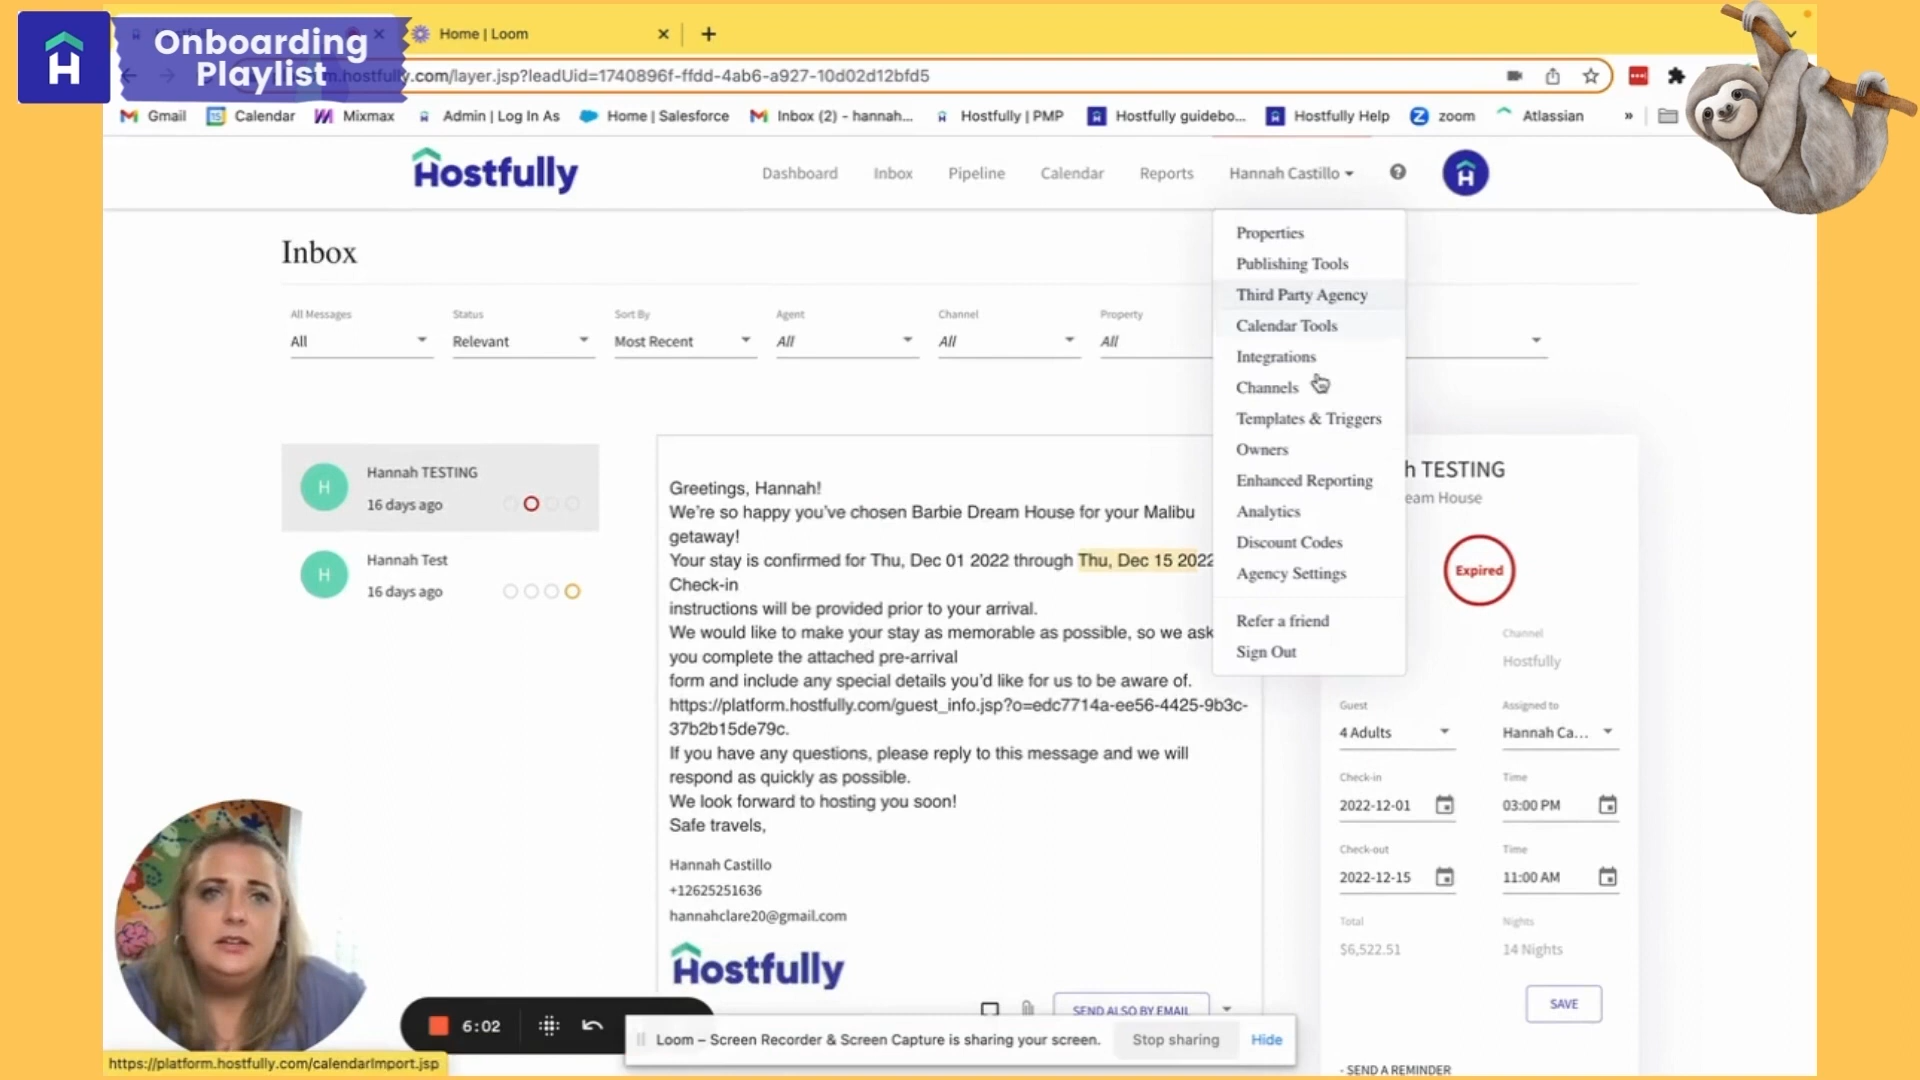 Onboarding
Playlist
Home | Loom
.hostfully.com/layer.jsp?leadUid=1740896f-ffdd-4ab6-a927-10d02d12bfd5
Gmail
Calendar
Mixmax
Admin | Log In As
Home | Salesforce
Inbox (2) - hannah...
Hostfully | PMP
Hostfully guidebo...
Hostfully Help
zoom
Atlassian
»
Hostfully
Dashboard
Inbox
Pipeline
Calendar
Reports
Hannah Castillo
Properties
Publishing Tools
Third Party Agency
Calendar Tools
Integrations
Channels
Templates & Triggers
Owners
Enhanced Reporting
Analytics
Discount Codes
Agency Settings
Refer a friend
Sign Out
Inbox
All Messages
All
Status
Relevant
Sort By
Most Recent
Agent
All
Channel
All
Property
All
H
Hannah TESTING
16 days ago
H
Hannah Test
16 days ago
Greetings, Hannah!
We're so happy you've chosen Barbie Dream House for your Malibu
getaway!
Your stay is confirmed for Thu, Dec 01 2022 through Thu, Dec 15 2022
Check-in
instructions will be provided prior to your arrival.
We would like to make your stay as memorable as possible, so we ask
you complete the attached pre-arrival
form and include any special details you'd like for us to be aware of.
https://platform.hostfully.com/guest_info.jsp?o=edc7714a-ee56-4425-9b3c-
37b2b15de79c.
If you have any questions, please reply to this message and we will
respond as quickly as possible.
We look forward to hosting you soon!
Safe travels,
Hannah Castillo
+12625251636
hannahclare20@gmail.com
Hostfully
SEND ALSO BY EMAIL
h TESTING
eam House
Expired
Channel
Hostfully
Guest
4 Adults
Assigned to
Hannah Ca...
Check-in
2022-12-01
Time
03:00 PM
Check-out
2022-12-15
Time
11:00 AM
Total
$6,522.51
Nights
14 Nights
SAVE
- SEND A REMINDER
6:02
Loom – Screen Recorder & Screen Capture is sharing your screen.
Stop sharing
Hide
https://platform.hostfully.com/calendarImport.jsp